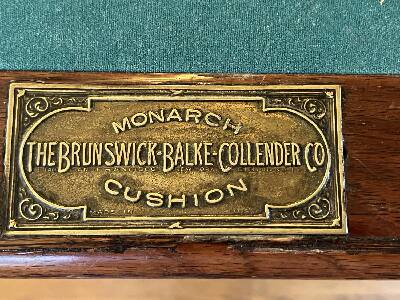 MONARCH
THE BRUNSWICK-BALKE-COLLENDER CO
CUSHION